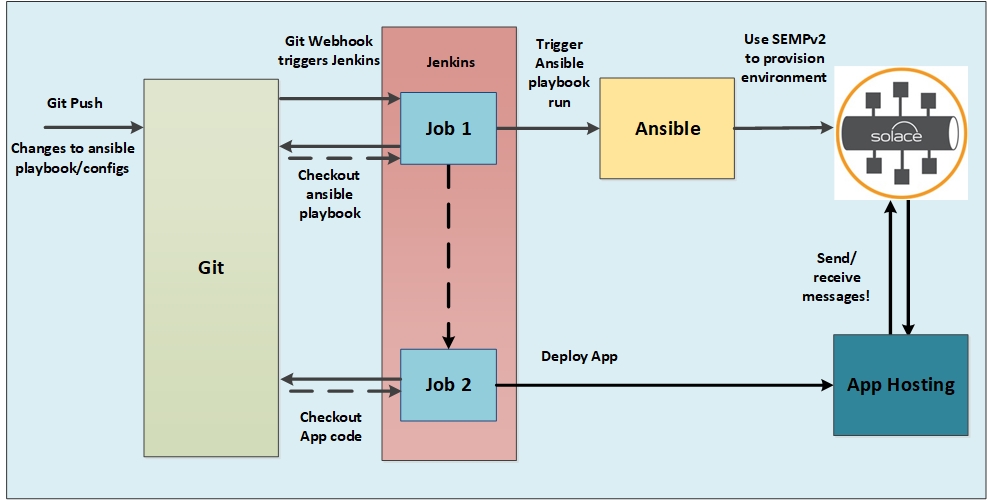 Git Webhook
triggers Jenkins
Jenkins
Trigger
Ansible
playbook
run
Use SEMPv2
to provision
environment
Git Push
Changes to ansible
playbook/configs
Job 1
Ansible
solace
Checkout
ansible
playbook
Git
Send/
receive
messages!
Deploy App
Job 2
App Hosting
Checkout
App code